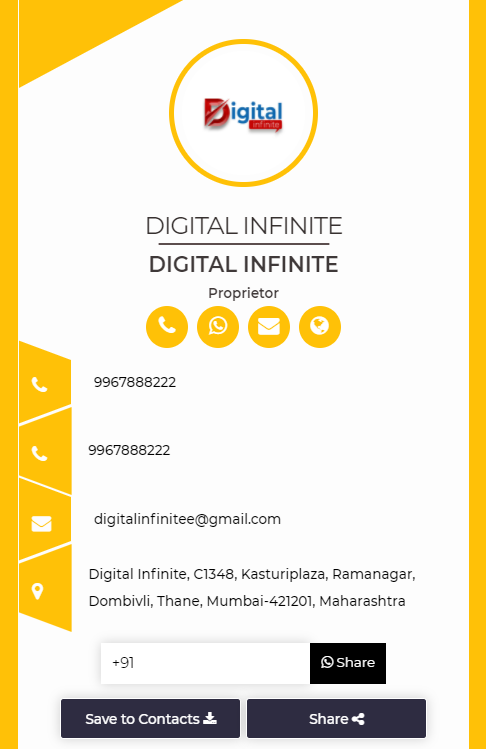 Digital
infinite
DIGITAL INFINITE
DIGITAL INFINITE
Proprietor
9967888222
9967888222
digitalinfinitee@gmail.com
Digital Infinite, C1348, Kasturiplaza, Ramanagar,
Dombivli, Thane, Mumbai-421201, Maharashtra
+91 Share
Save to Contacts Share